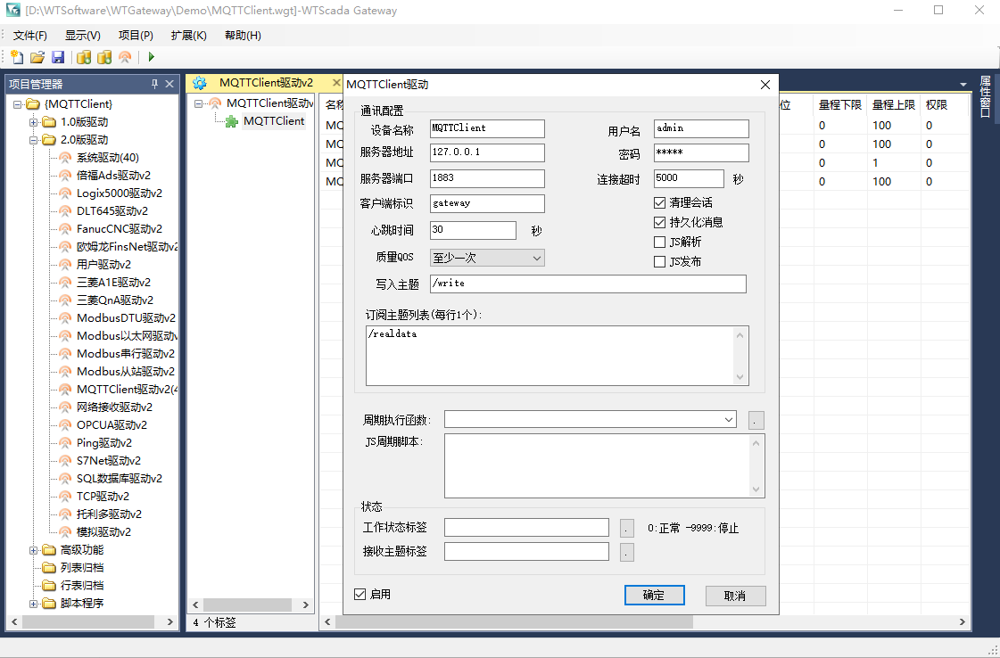 [D:\WTSoftware\WTGateway\Demo\MQTTClient.wgt]-WTScada Gateway
文件(F) 显示(V) 项目(P) 扩展(K) 帮助(H)
项目管理器
{MQTTClient}
1.0版驱动
2.0版驱动
系统驱动(40)
倍福Ads驱动v2
Logix5000驱动v2
DLT645驱动v2
FanucCNC驱动v2
欧姆龙FinsNet驱动v2
用户驱动v2
三菱A1E驱动v2
三菱QnA驱动v2
ModbusDTU驱动v2
Modbus以太网驱动v
Modbus串行驱动v2
Modbus从站驱动v2
MQTTClient驱动v2(4
网络接收驱动v2
OPCUA驱动v2
Ping驱动v2
S7Net驱动v2
SQL数据库驱动v2
TCP驱动v2
托利多驱动v2
模拟驱动v2
高级功能
列表归档
行表归档
脚本程序
MQTTClient驱动v2
MQTTClient驱动v
MQTTClient
4 个标签
名称
MC
MC
MC
MC
MQTTClient驱动
通讯配置
设备名称 MQTTClient
用户名 admin
服务器地址 127.0.0.1
密码 *****
服务器端口 1883
连接超时 5000 秒
客户端标识 gateway
清理会话
心跳时间 30 秒
持久化消息
JS解析
质量QOS 至少一次
JS发布
写入主题 /write
订阅主题列表(每行1个):
/realdata
周期执行函数: .
JS周期脚本:
状态
工作状态标签 . 0:正常 -9999:停止
接收主题标签 .
启用
确定 取消
位 量程下限 量程上限 权限
0 100 0
0 100 0
0 1 0
0 100 0
属性窗口